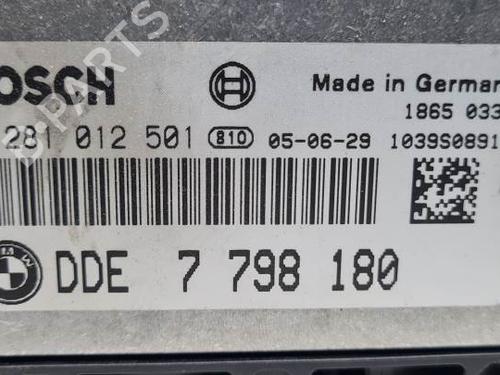 BOSCH
Made in German
1865 033
281 012 501 810 05-06-29 1039S0891
BMW DDE 7 798 180
PARTS